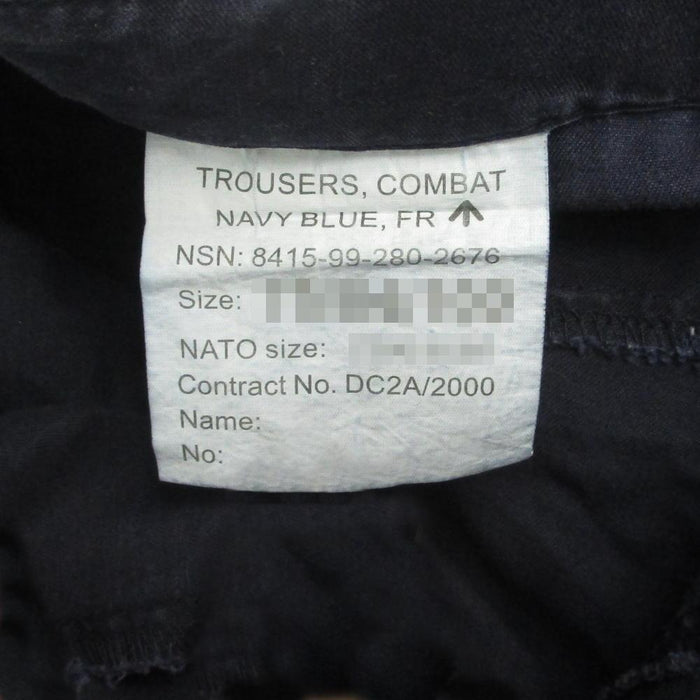 TROUSERS, COMBAT
NAVY BLUE, FR
NSN: 8415-99-280-2676
Size:
NATO size:
Contract No. DC2A/2000
Name:
No: